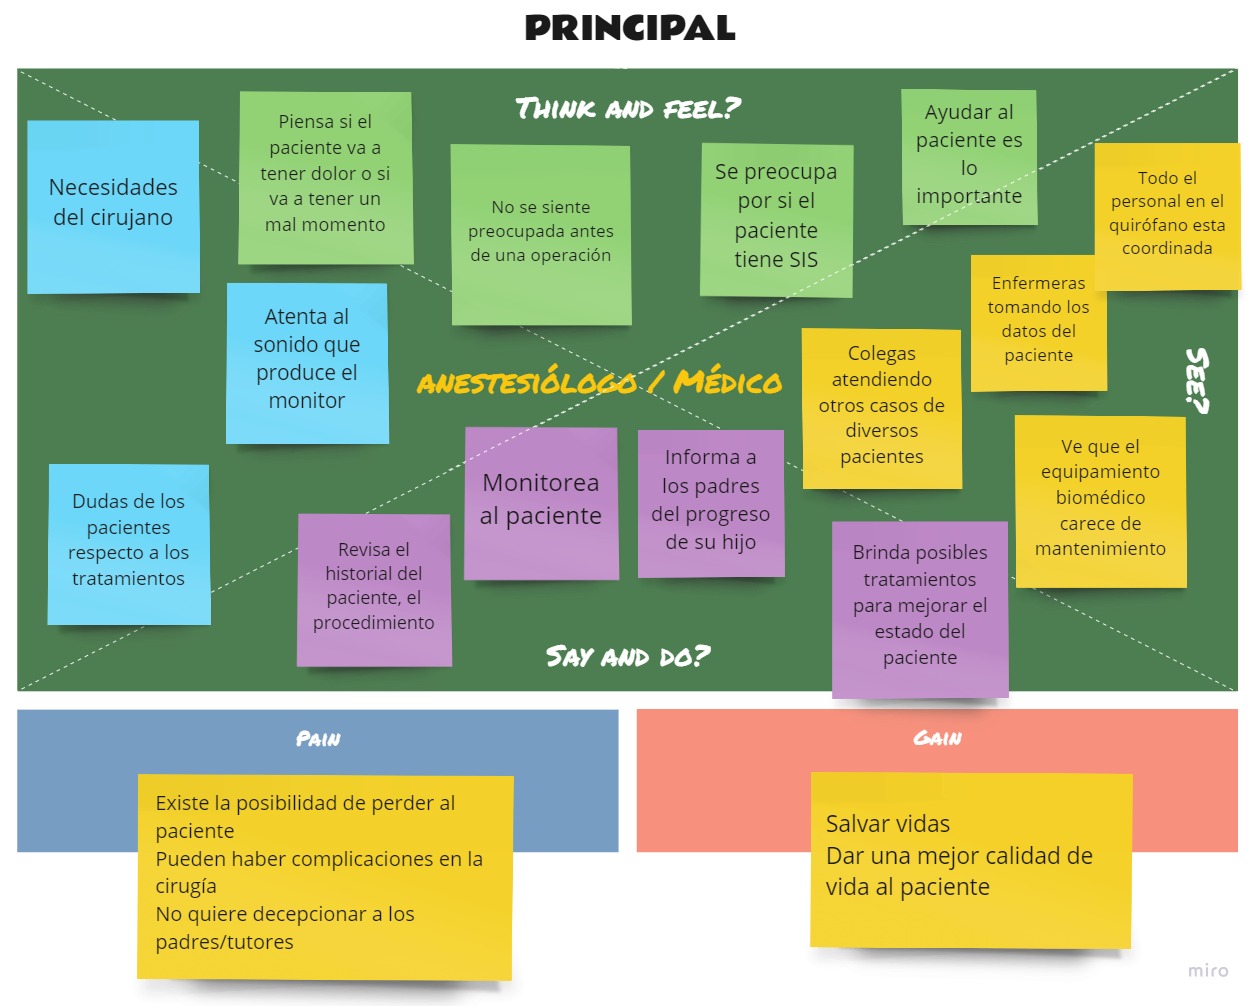 PRINCIPAL
THINK AND FEEL?
Necesidades
del cirujano
Piensa si el
paciente va a
tener dolor o si
va a tener un
mal momento
No se siente
preocupada antes
de una operación
Se preocupa
por si el
paciente
tiene SIS
Ayudar al
paciente es
lo
importante
Todo el
personal en el
quirófano esta
coordinada
Enfermeras
tomando los
datos del
paciente
Atenta al
sonido que
produce el
monitor
ANESTESIÓLOGO / MÉDICO
Colegas
atendiendo
otros casos de
diversos
pacientes
SEE?
Ve que el
equipamiento
biomédico
carece de
mantenimiento
Dudas de los
pacientes
respecto a los
tratamientos
Revisa el
historial del
paciente, el
procedimiento
Monitorea
al paciente
Informa a
los padres
del progreso
de su hijo
Brinda posibles
tratamientos
para mejorar el
estado del
paciente
SAY AND DO?
PAIN
Existe la posibilidad de perder al
paciente
Pueden haber complicaciones en la
cirugía
No quiere decepcionar a los
padres/tutores
GAIN
Salvar vidas
Dar una mejor calidad de
vida al paciente
miro